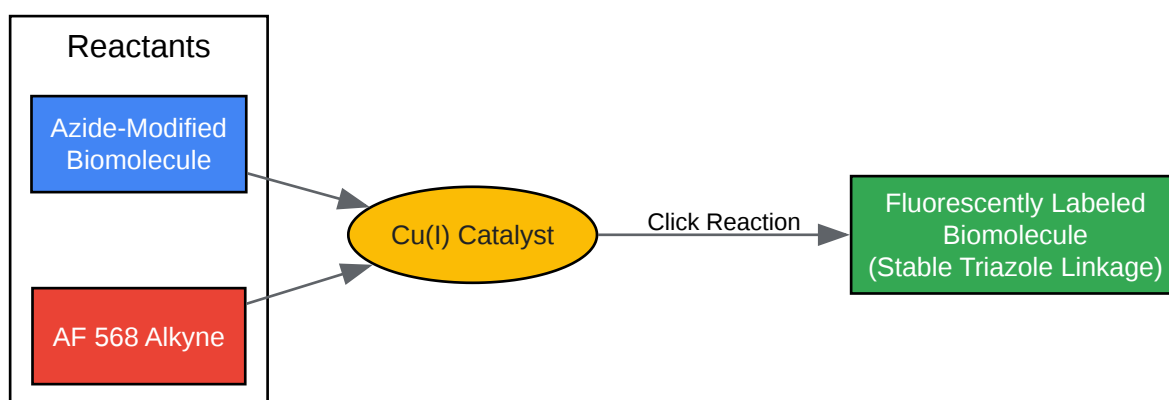 Reactants
Azide-Modified
Biomolecule
AF 568 Alkyne
Cu(I) Catalyst
Click Reaction
Fluorescently Labeled
Biomolecule
(Stable Triazole Linkage)